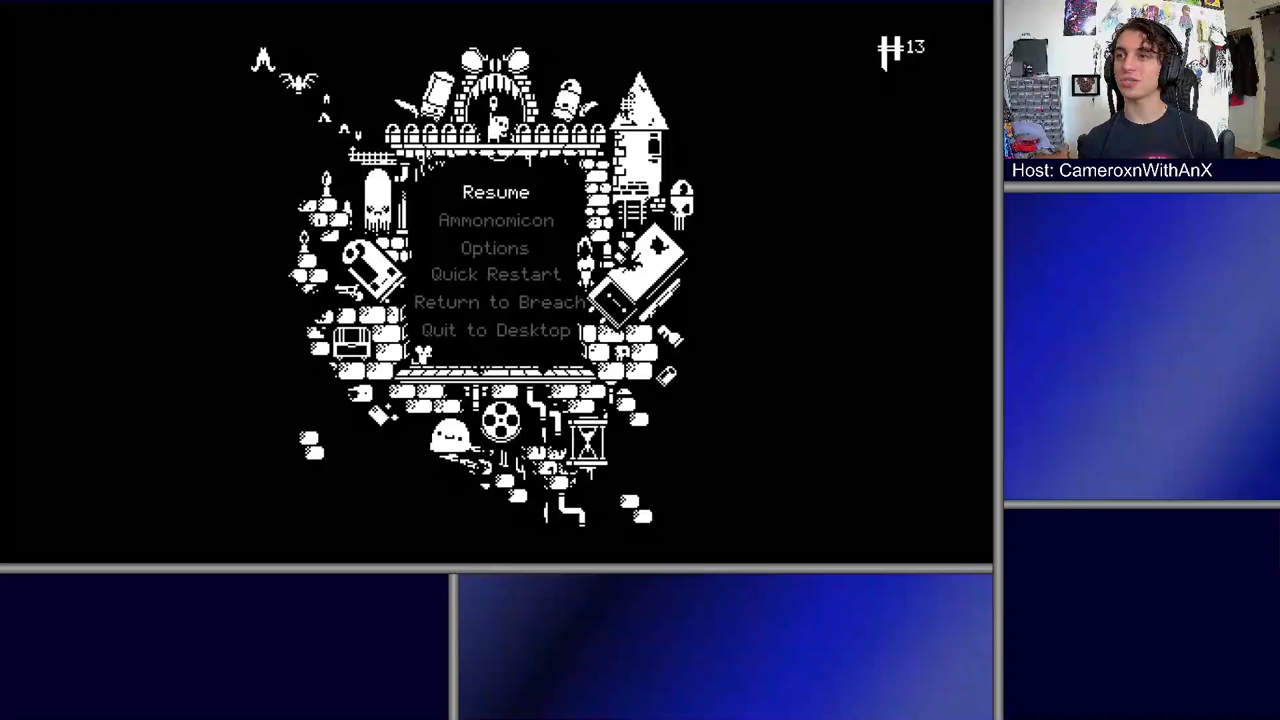 13
Host: CameroxnWithAnX
Resume
Ammonomicon
Options
Quick Restart
Return to Breach
Quit to Desktop